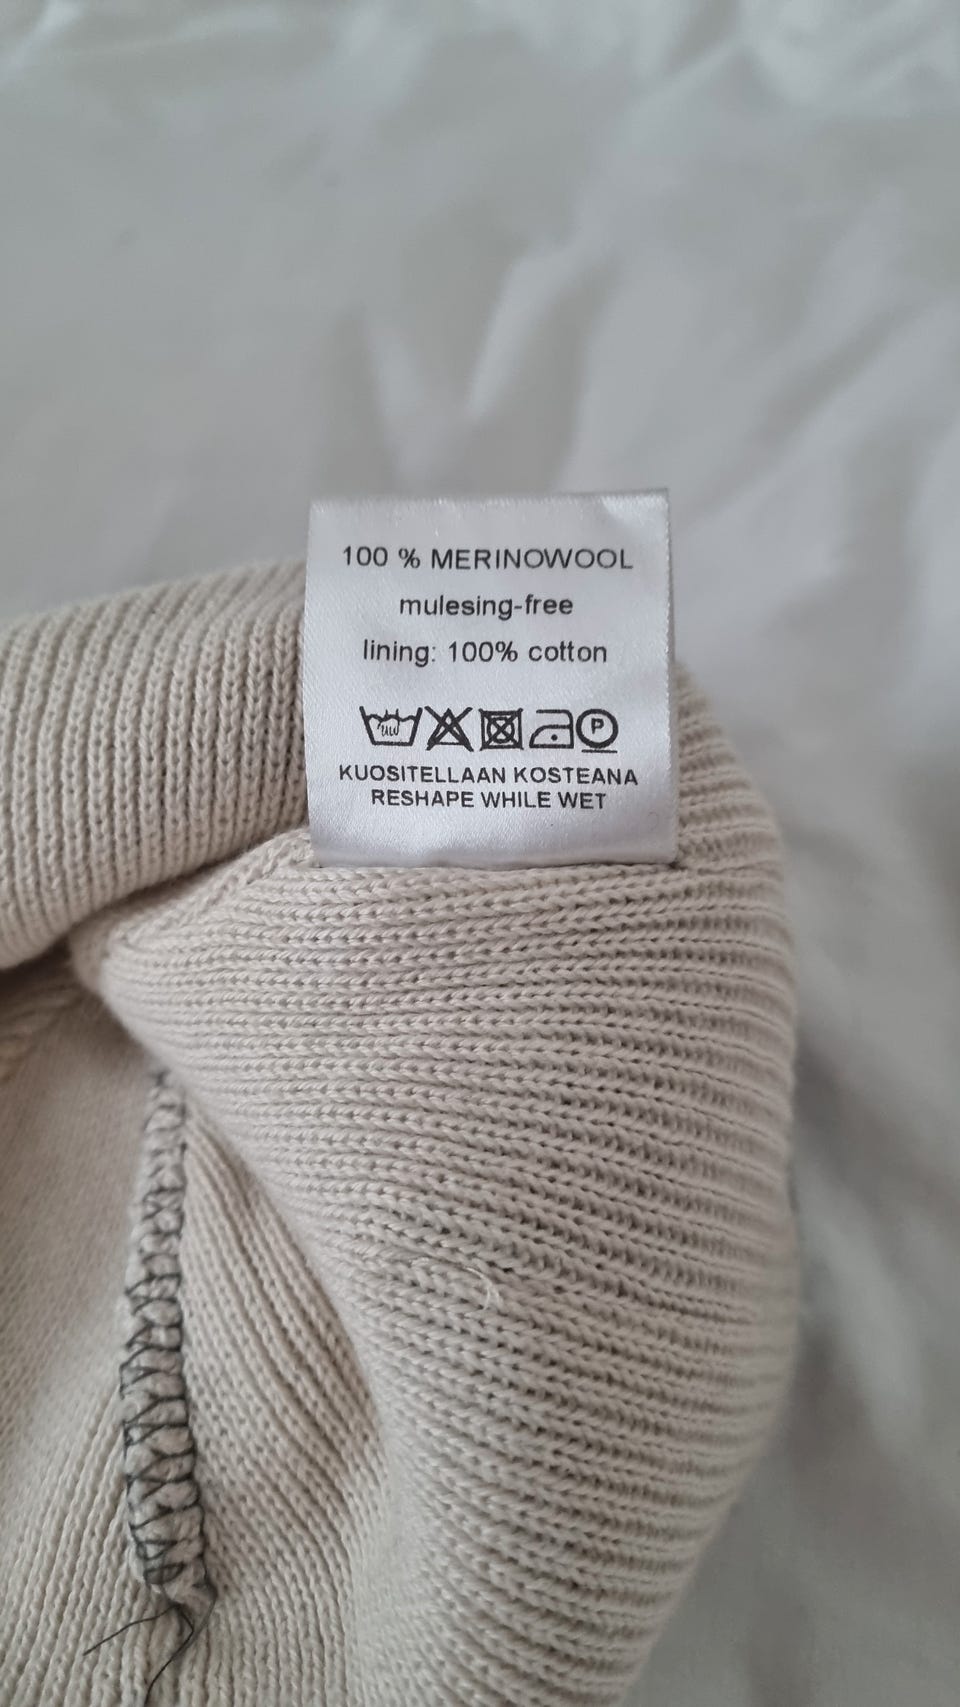 100 % MERINOWOOL
mulesing-free
lining: 100% cotton
P
KUOSITELLAAN KOSTEANA
RESHAPE WHILE WET